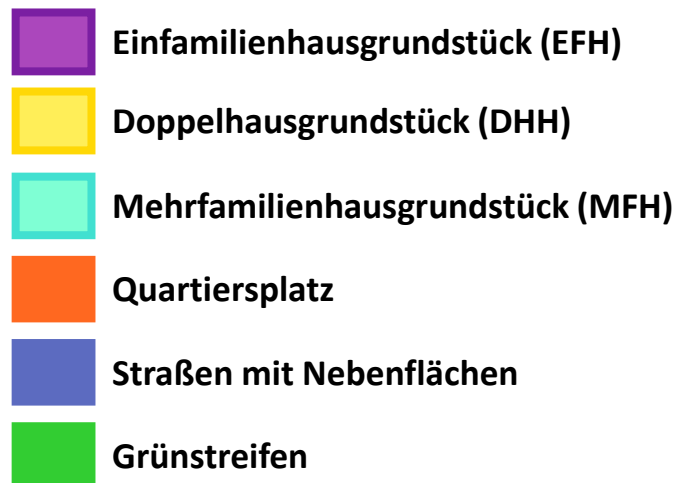 Einfamilienhausgrundstück (EFH)
Doppelhausgrundstück (DHH)
Mehrfamilienhausgrundstück (MFH)
Quartiersplatz
Straßen mit Nebenflächen
Grünstreifen